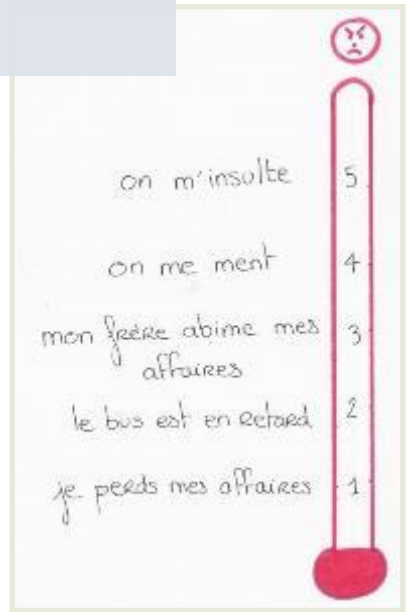 on m'insulte 5
on me ment 4
mon frère abime mes 3
affaires
le bus est en retard 2
je perds mes affaires 1